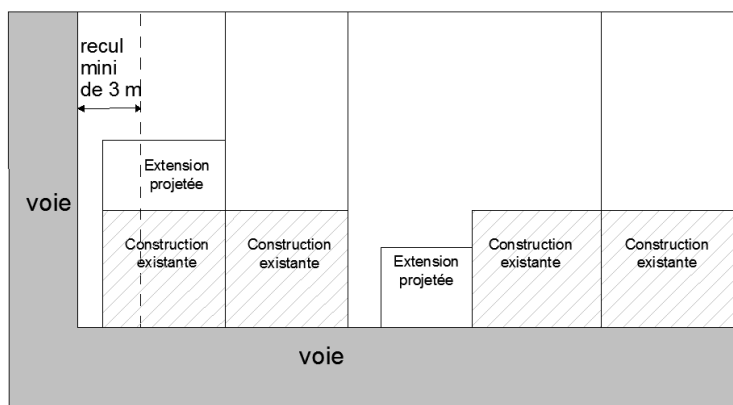 recul
mini
de 3 m
Extension
projetée
voie
Construction
existante
Construction
existante
Extension
projetée
Construction
existante
Construction
existante
voie